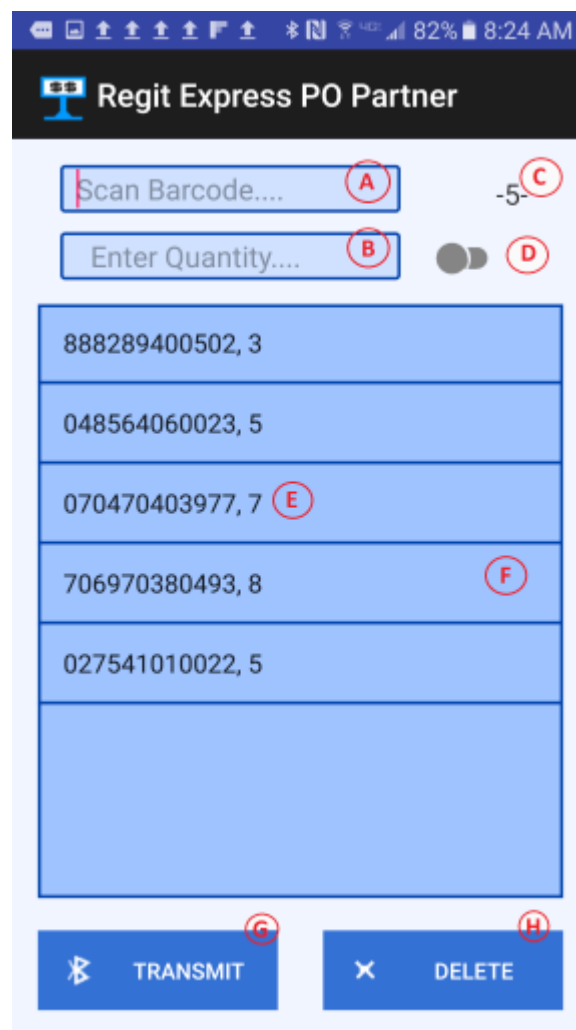 82% 8:24 AM
$$ Regit Express PO Partner
Scan Barcode.... A -5- C
Enter Quantity.... B D
888289400502, 3
048564060023, 5
070470403977, 7 E
706970380493, 8 F
027541010022, 5
G H
TRANSMIT DELETE